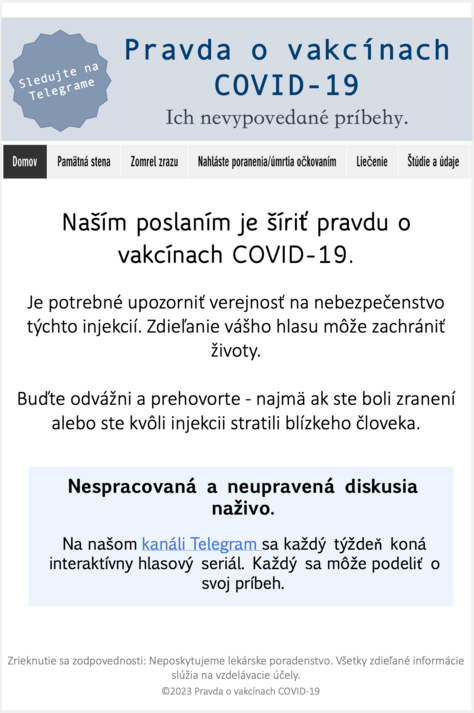 Sledujte na
Telegrame
Pravda o vakcínach
COVID-19
Ich nevypovedané príbehy.
Domov
Pamätná stena
Zomrel zrazu
Nahláste poranenia/úmrtia očkovaním
Liečenie
Štúdie a údaje
Naším poslaním je šíriť pravdu o
vakcínach COVID-19.
Je potrebné upozorniť verejnosť na nebezpečenstvo
týchto injekcií. Zdieľanie vášho hlasu môže zachrániť
životy.
Buďte odvážni a prehovorte - najmä ak ste boli zranení
alebo ste kvôli injekcii stratili blízkeho človeka.
Nespracovaná a neupravená diskusia
naživo.
Na našom kanáli Telegram sa každý týždeň koná
interaktívny hlasový seriál. Každý sa môže podeliť o
svoj príbeh.
Zrieknutie sa zodpovednosti: Neposkytujeme lekárske poradenstvo. Všetky zdieľané informácie
slúžia na vzdelávacie účely.
©2023 Pravda o vakcínach COVID-19